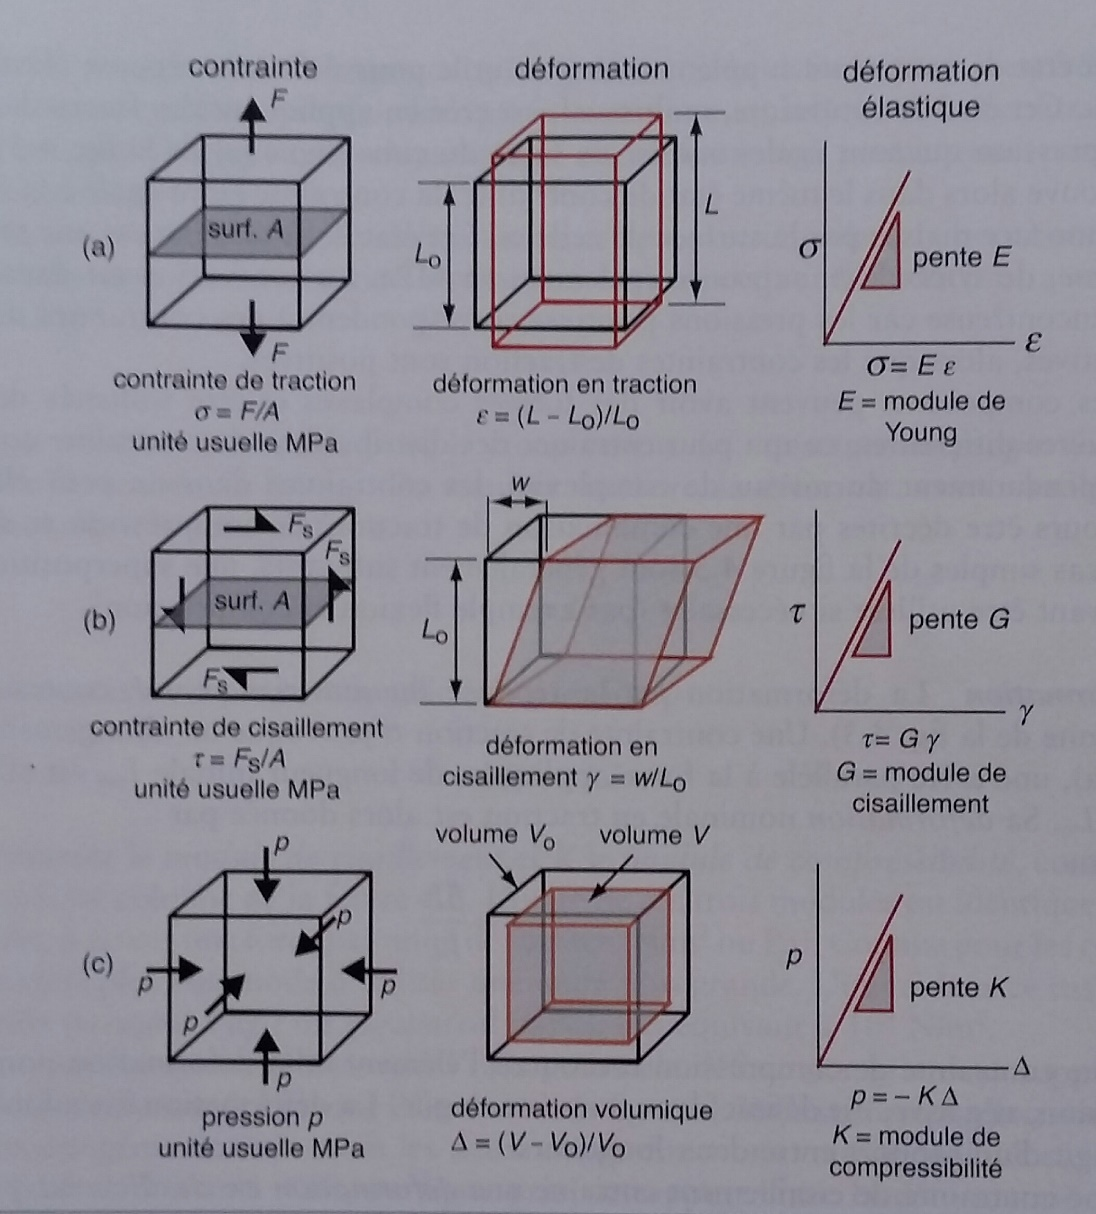 contrainte
déformation
déformation
élastique
F
surf. A
F
(a)
L₀
L
σ
pente E
ε
contrainte de traction
σ = F/A
unité usuelle MPa
déformation en traction
ε = (L – L₀)/L₀
σ= E ε
E = module de
Young
Fₛ
Fₛ
surf. A
Fₛ
(b)
w
L₀
τ
pente G
γ
contrainte de cisaillement
τ = Fₛ/A
unité usuelle MPa
déformation en
cisaillement γ = w/L₀
τ= G γ
G = module de
cisaillement
p
p
p
p
p
p
(c)
volume V₀
volume V
p
pente K
Δ
pression p
unité usuelle MPa
déformation volumique
Δ = (V – V₀)/V₀
p = – K Δ
K = module de
compressibilité